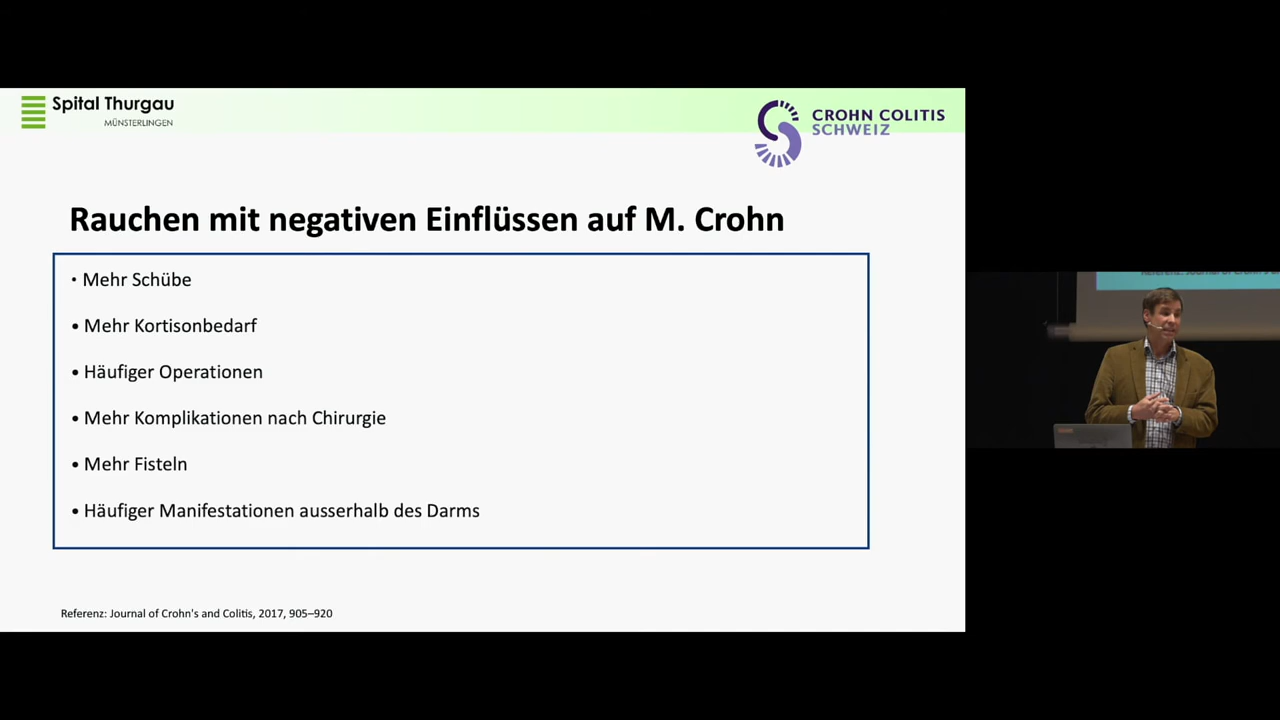 Spital Thurgau
MÜNSTERLINGEN
CROHN COLITIS
SCHWEIZ
Rauchen mit negativen Einflüssen auf M. Crohn
• Mehr Schübe
• Mehr Kortisonbedarf
• Häufiger Operationen
• Mehr Komplikationen nach Chirurgie
• Mehr Fisteln
• Häufiger Manifestationen ausserhalb des Darms
Referenz: Journal of Crohn's and Colitis, 2017, 905–920